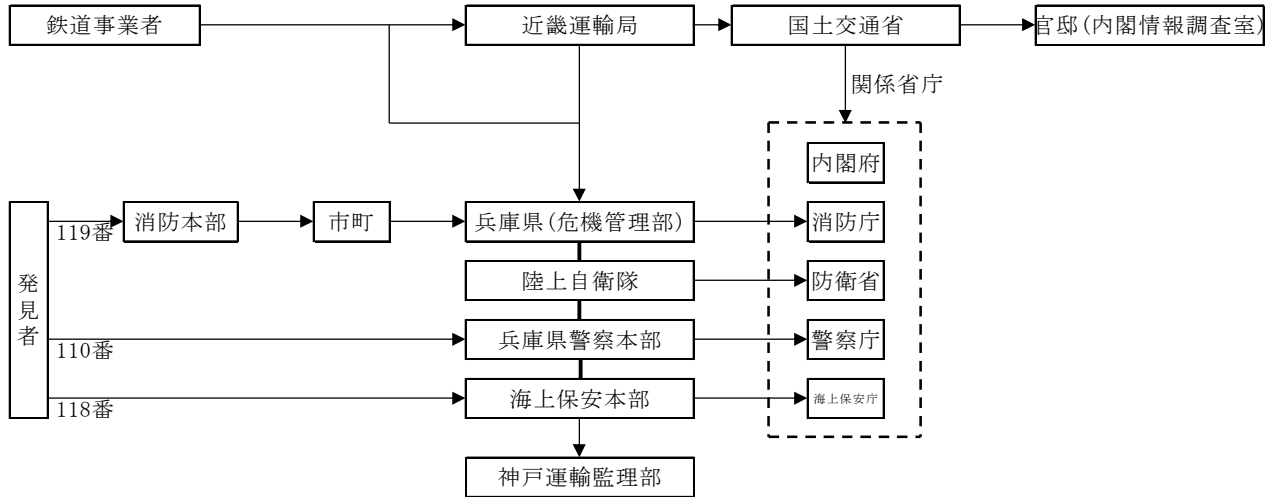 鉄道事業者
近畿運輸局
国土交通省
官邸(内閣情報調査室)
関係省庁
内閣府
発見者
119番
消防本部
市町
兵庫県(危機管理部)
消防庁
陸上自衛隊
防衛省
110番
兵庫県警察本部
警察庁
118番
海上保安本部
海上保安庁
神戸運輸監理部